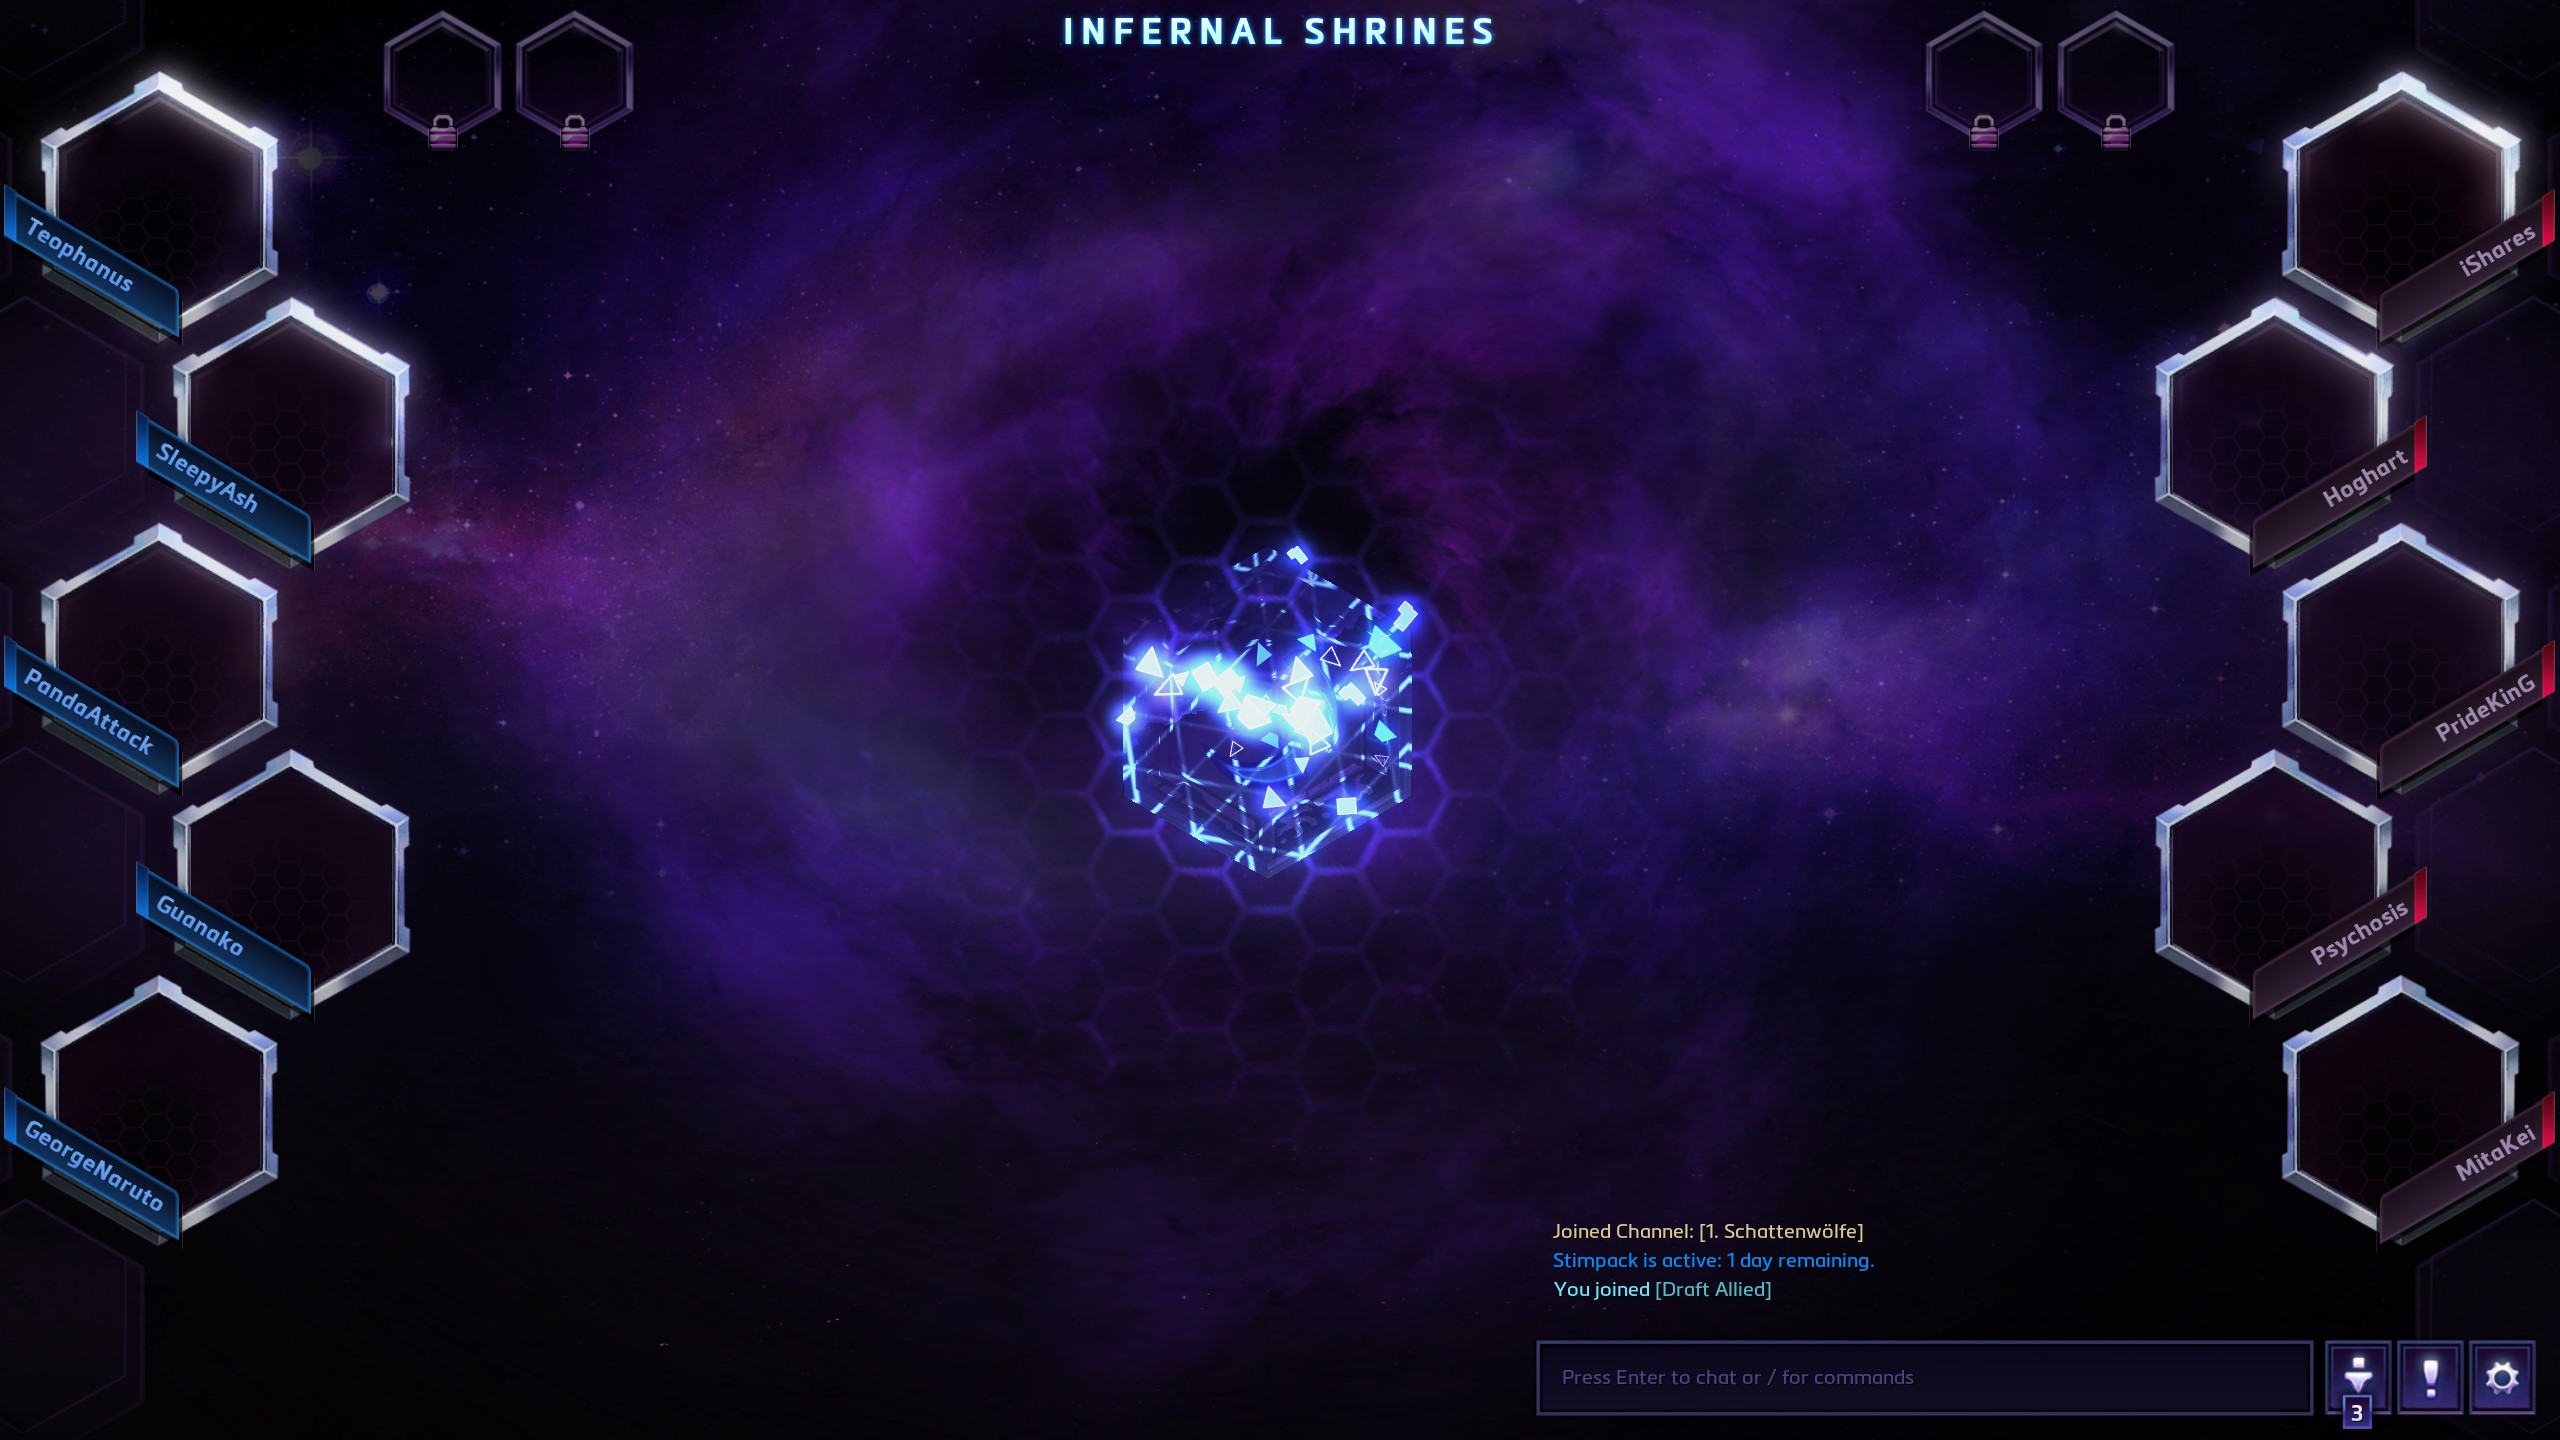 INFERNAL SHRINES
Teophanus
SleepyAsh
PandaAttack
Guanako
GeorgeNaruto
iShares
Hoghart
PrideKinG
Psychosis
MitaKei
Joined Channel: [1. Schattenwölfe]
Stimpack is active: 1 day remaining.
You joined [Draft Allied]
Press Enter to chat or / for commands
3